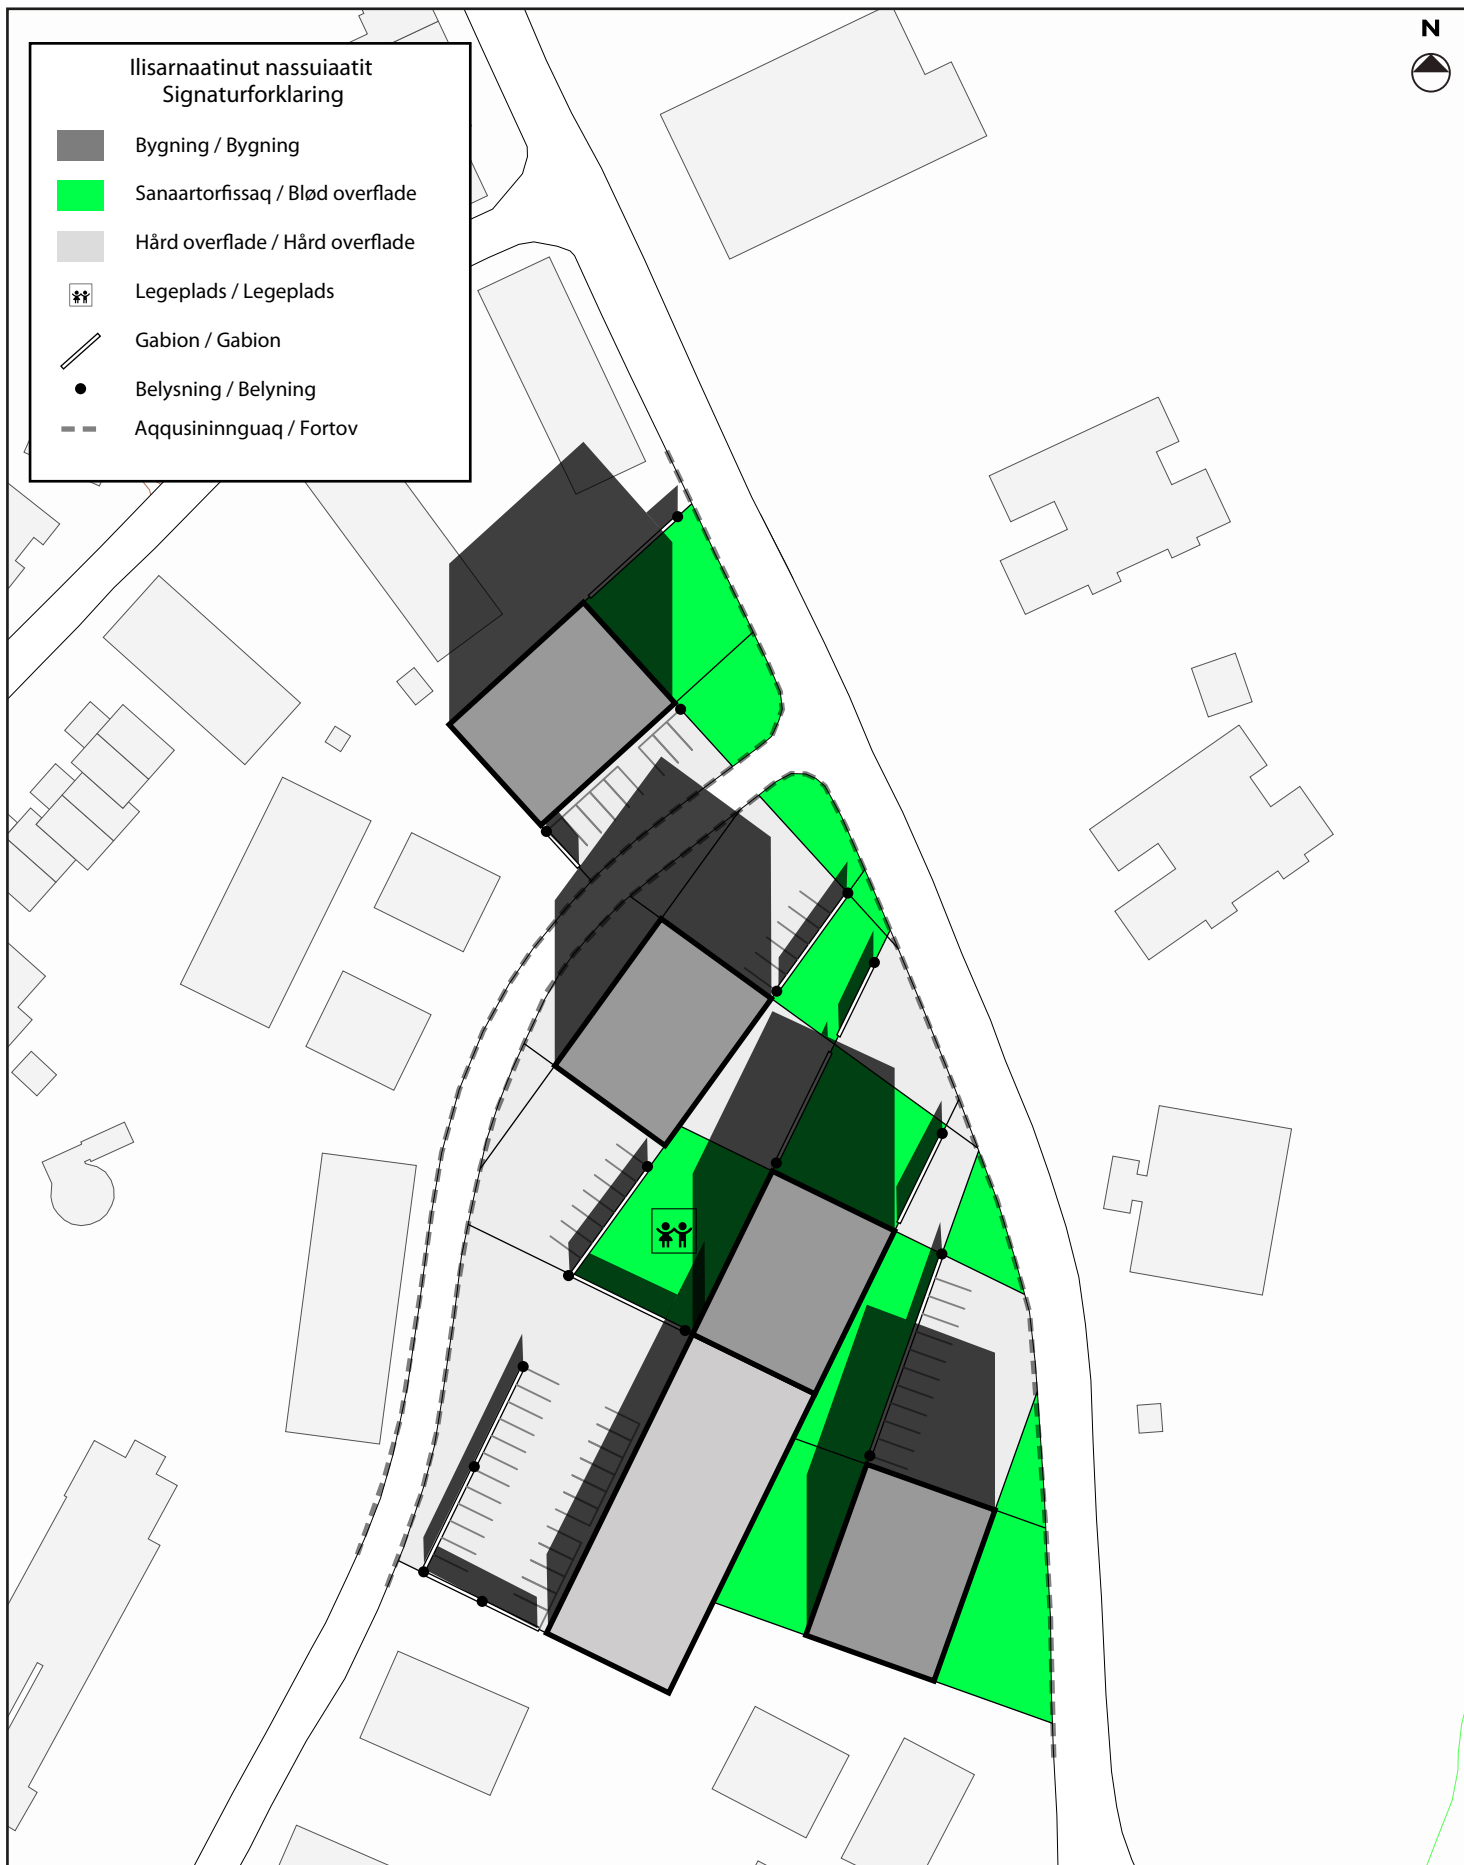 N
Ilisarnaatinut nassuiaatit
Signaturforklaring
Bygning / Bygning
Sanaartorfissaq / Blød overflade
Hård overflade / Hård overflade
Legeplads / Legeplads
Gabion / Gabion
Belysning / Belyning
Aqqusininnguaq / Fortov